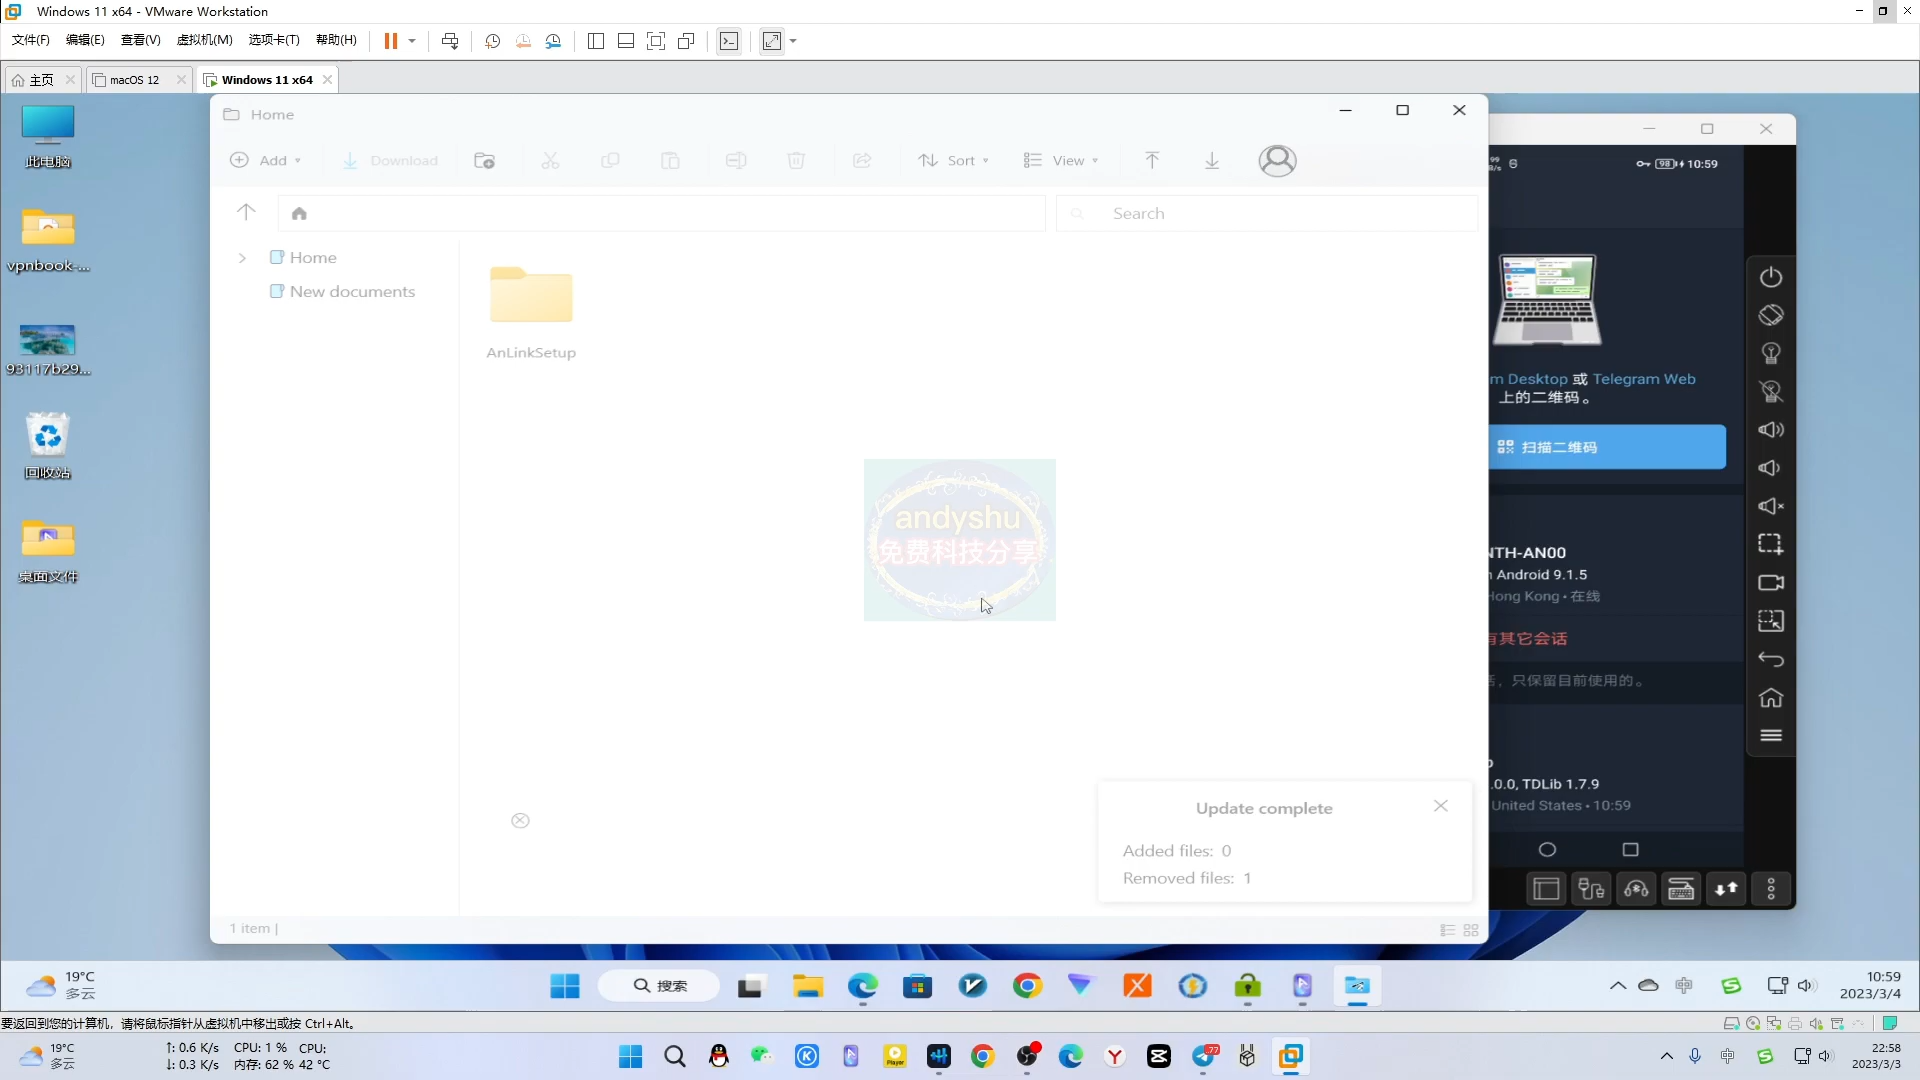 Windows 11 x64 - VMware Workstation
文件(F) 编辑(E) 查看(V) 虚拟机(M) 选项卡(T) 帮助(H)
主页 macOS 12 Windows 11 x64
此电脑
vpnbook-...
93117b29...
回收站
桌面文件
Home
Add Download Sort View
Search
Home
New documents
AnLinkSetup
andyshu
免费科技分享
Update complete
Added files: 0
Removed files: 1
1 item |
98 10:59
m Desktop 或 Telegram Web
上的二维码。
扫描二维码
NTH-AN00
Android 9.1.5
Hong Kong • 在线
有其它会话
，只保留目前使用的。
.0.0, TDLib 1.7.9
United States • 10:59
19°C
多云
搜索
中
10:59
2023/3/4
要返回到您的计算机，请将鼠标指针从虚拟机中移出或按 Ctrl+Alt。
19°C
多云
↑: 0.6 K/s CPU: 1 % CPU:
↓: 0.3 K/s 内存: 62 % 42 °C
Player
77
中
22:58
2023/3/3